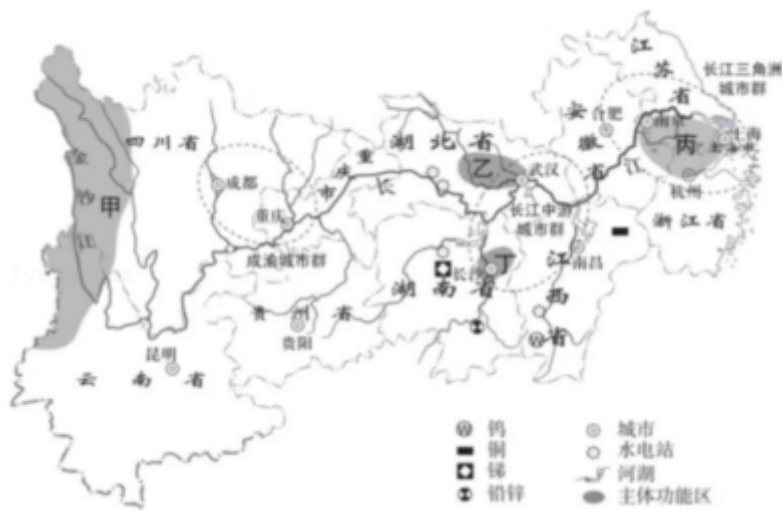 江苏省
长江三角洲
城市群
安徽省
合肥
南京
上海
丙
杭州
浙江省
四川省
金沙江
甲
成都
重庆
成渝城市群
重庆市
湖北省
乙
武汉
长江
长江中游
城市群
丁
长沙
湖南省
南昌
江西省
贵州省
贵阳
昆明
云南省
钨
铜
锑
铅锌
城市
水电站
河湖
主体功能区